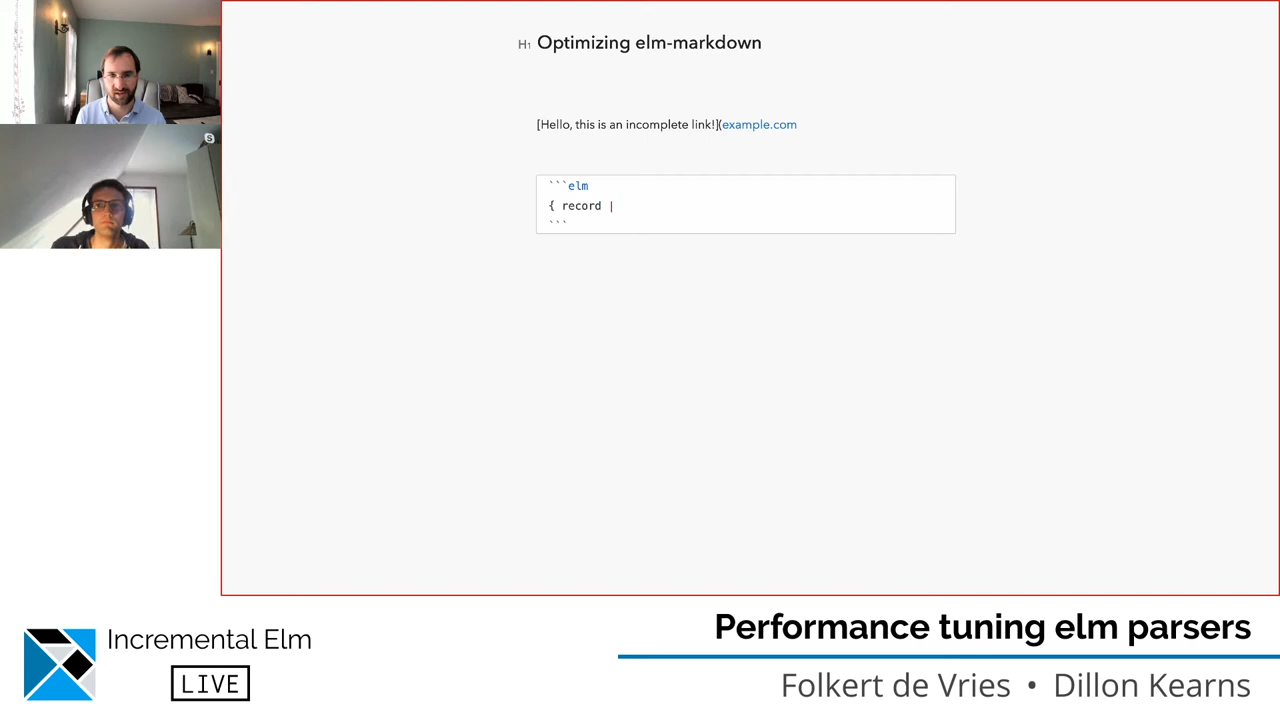 H1 Optimizing elm-markdown
[Hello, this is an incomplete link!](example.com
```elm
{ record |
```
Performance tuning elm parsers
Folkert de Vries • Dillon Kearns
Incremental Elm
LIVE